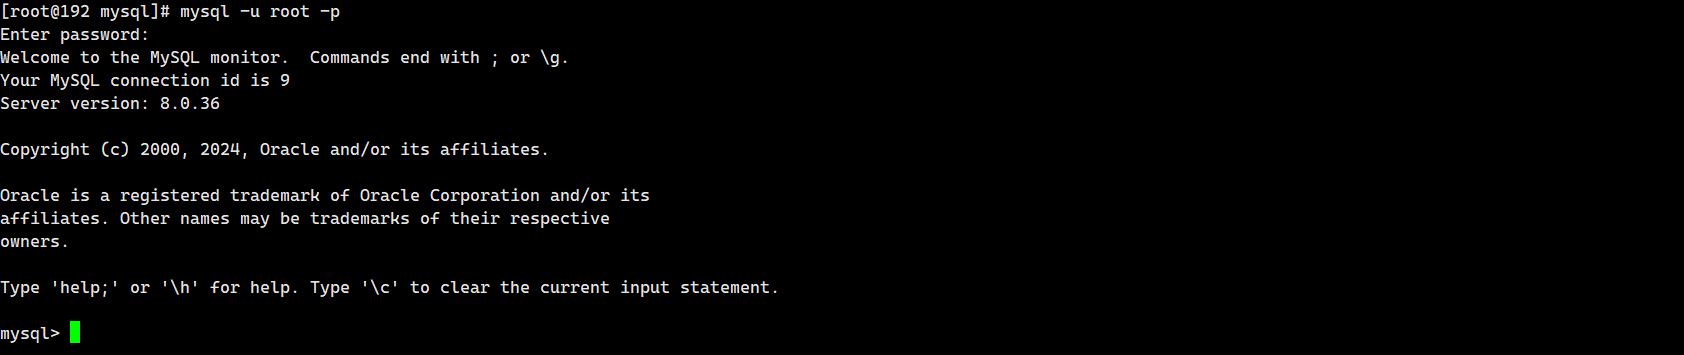 [root@192 mysql]# mysql -u root -p
Enter password:
Welcome to the MySQL monitor.  Commands end with ; or \g.
Your MySQL connection id is 9
Server version: 8.0.36
Copyright (c) 2000, 2024, Oracle and/or its affiliates.
Oracle is a registered trademark of Oracle Corporation and/or its
affiliates. Other names may be trademarks of their respective
owners.
Type 'help;' or '\h' for help. Type '\c' to clear the current input statement.
mysql>